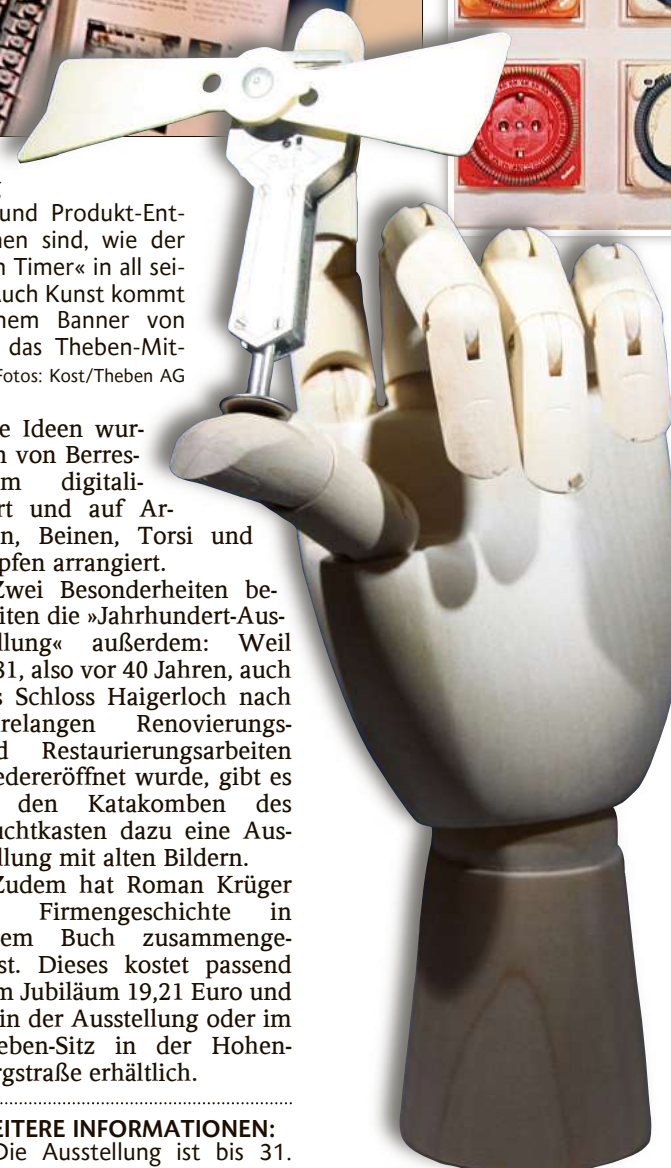 und Produkt-Ent-
nen sind, wie der
n Timer« in all sei-
Auch Kunst kommt
nem Banner von
das Theben-Mit-
Fotos: Kost/Theben AG
e Ideen wur-
n von Berres-
m digitali-
rt und auf Ar-
n, Beinen, Torsi und
pfen arrangiert.
Zwei Besonderheiten be-
iten die »Jahrhundert-Aus-
llung« außerdem: Weil
81, also vor 40 Jahren, auch
s Schloss Haigerloch nach
relangen Renovierungs-
d Restaurierungsarbeiten
edereröffnet wurde, gibt es
den Katakomben des
uchtkasten dazu eine Aus-
llung mit alten Bildern.
Zudem hat Roman Krüger
Firmengeschichte in
em Buch zusammenge-
st. Dieses kostet passend
m Jubiläum 19,21 Euro und
in der Ausstellung oder im
eben-Sitz in der Hohen-
rgstraße erhältlich.
EITERE INFORMATIONEN:
Die Ausstellung ist bis 31.